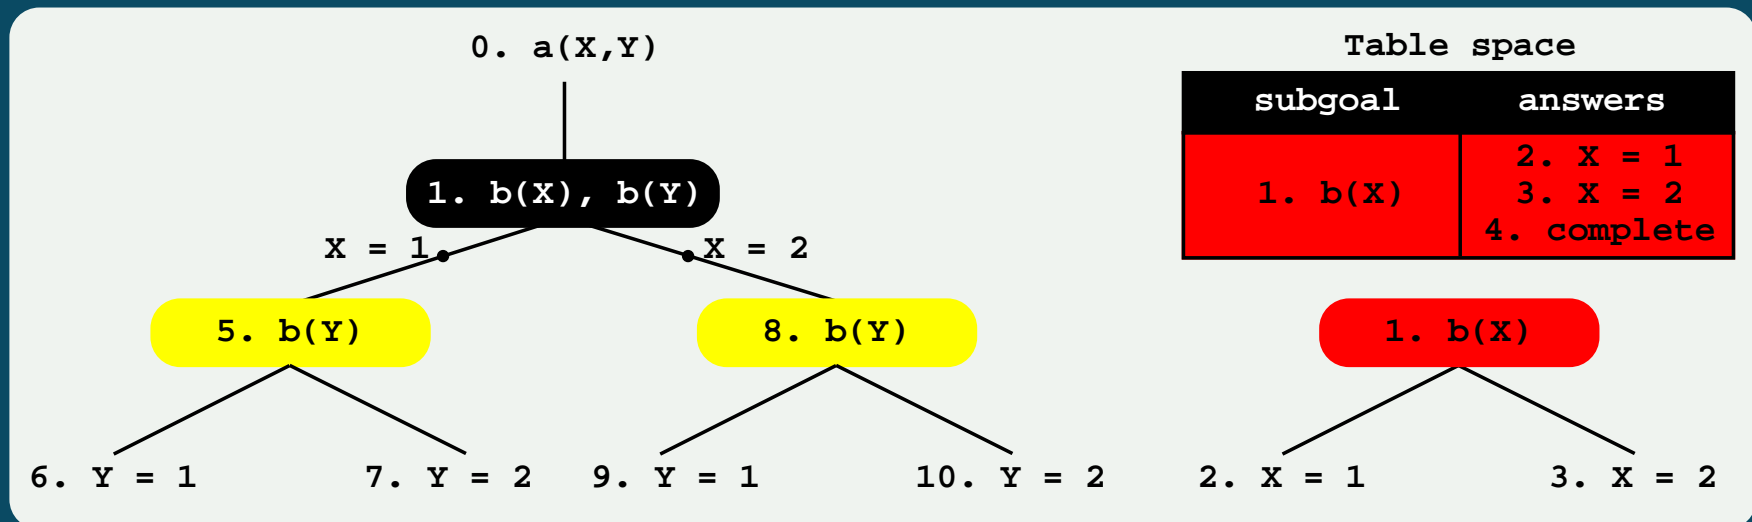 0. a(X,Y)
1. b(X), b(Y)
X = 1
X = 2
5. b(Y)
8. b(Y)
6. Y = 1
7. Y = 2
9. Y = 1
10. Y = 2
Table space
subgoal answers
1. b(X)
2. X = 1
3. X = 2
4. complete
1. b(X)
2. X = 1
3. X = 2